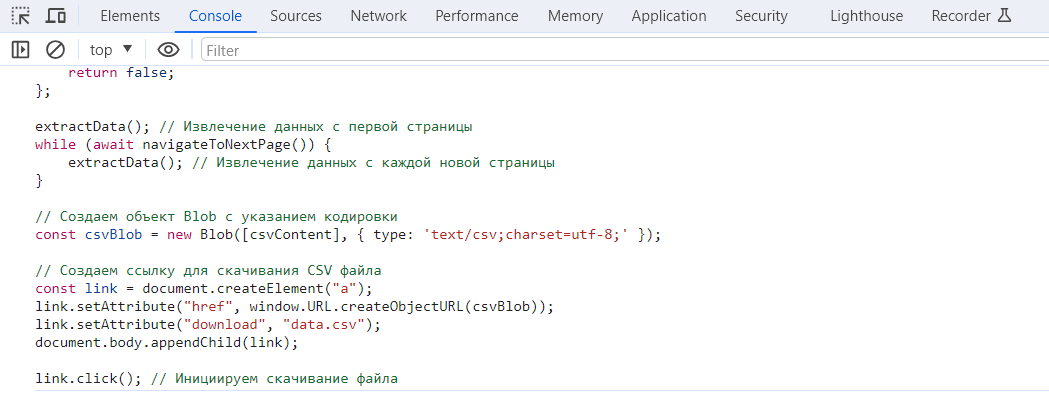 Elements Console Sources Network Performance Memory Application Security Lighthouse Recorder
top Filter
return false;
};
extractData(); // Извлечение данных с первой страницы
while (await navigateToNextPage()) {
extractData(); // Извлечение данных с каждой новой страницы
}
// Создаем объект Blob с указанием кодировки
const csvBlob = new Blob([csvContent], { type: 'text/csv;charset=utf-8;' });
// Создаем ссылку для скачивания CSV файла
const link = document.createElement("a");
link.setAttribute("href", window.URL.createObjectURL(csvBlob));
link.setAttribute("download", "data.csv");
document.body.appendChild(link);
link.click(); // Инициируем скачивание файла